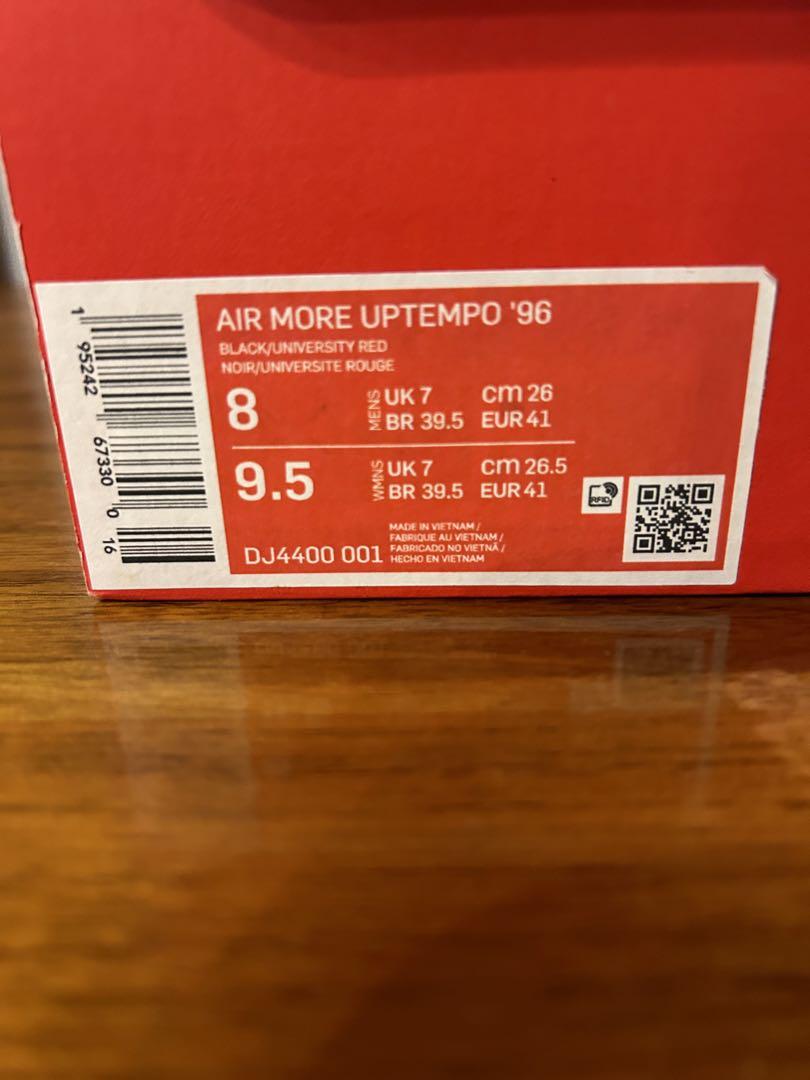 AIR MORE UPTEMPO '96
BLACK/UNIVERSITY RED
NOIR/UNIVERSITE ROUGE
8 MENS UK 7 cm 26
BR 39.5 EUR 41
9.5 WMNS UK 7 cm 26.5
BR 39.5 EUR 41
RFID
DJ4400 001
MADE IN VIETNAM /
FABRIQUE AU VIETNAM /
FABRICADO NO VIETNÃ /
HECHO EN VIETNAM
1 95242 67330 0 16